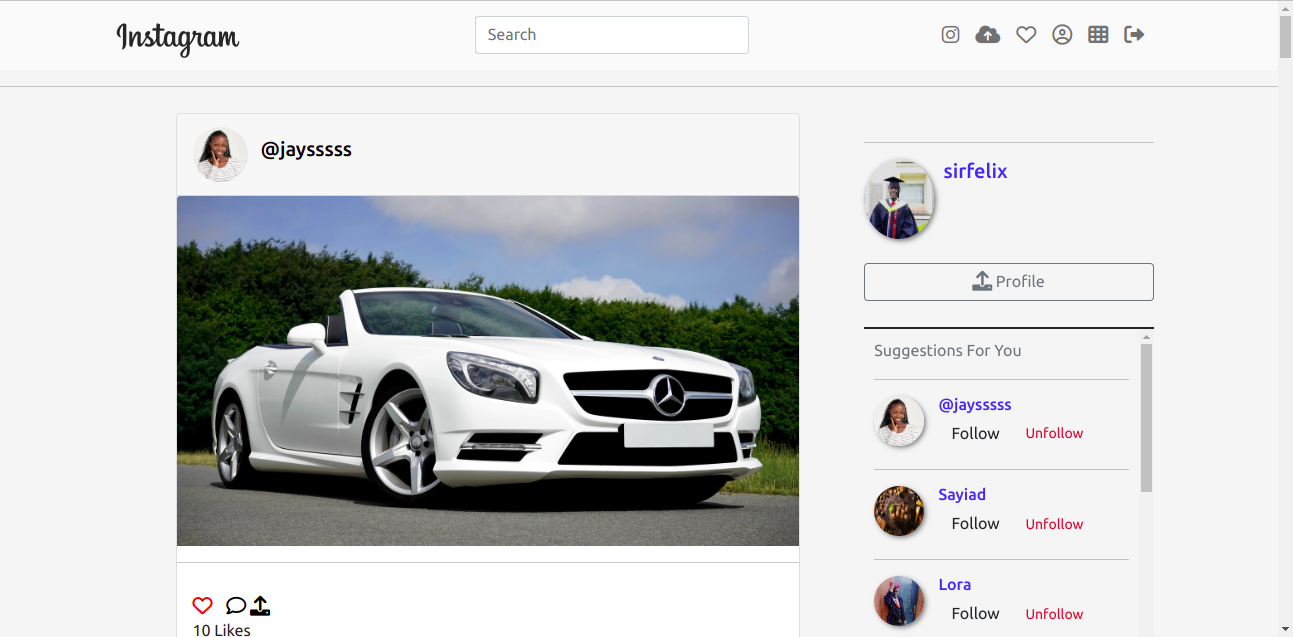 Instagram
Search
@jaysssss
sirfelix
Profile
Suggestions For You
@jaysssss
Follow Unfollow
Sayiad
Follow Unfollow
Lora
Follow Unfollow
10 Likes